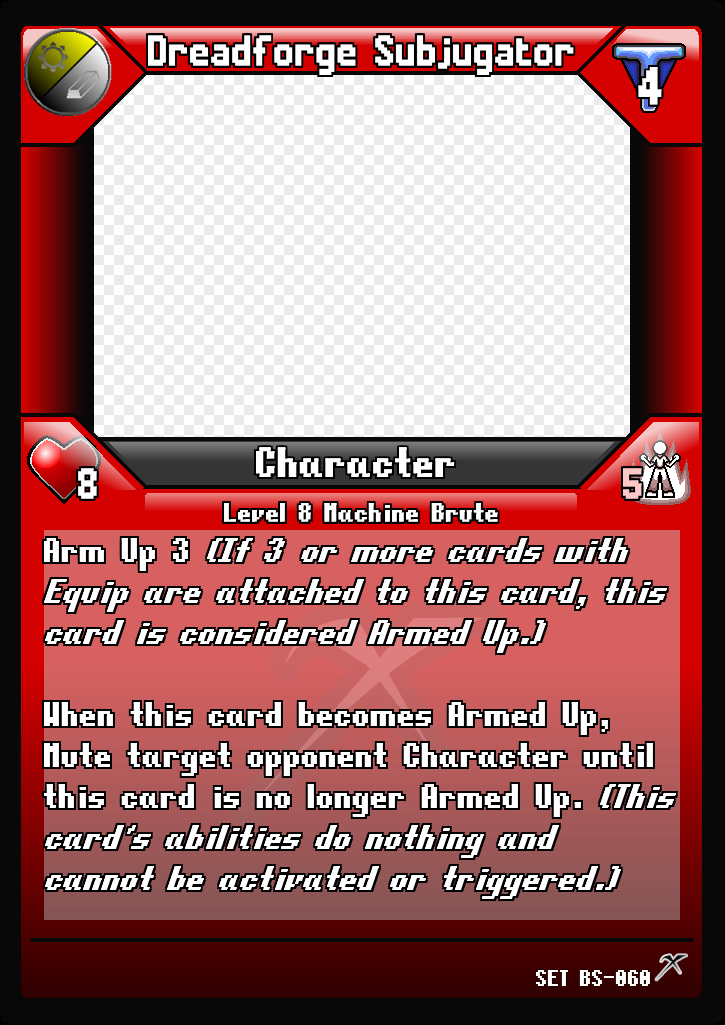 Dreadforge Subjugator
4
Character
8
5
Level 8 Machine Brute
Arm Up 3 (If 3 or more cards with
Equip are attached to this card, this
card is considered Armed Up.)
When this card becomes Armed Up,
Mute target opponent Character until
this card is no longer Armed Up. (This
card's abilities do nothing and
cannot be activated or triggered.)
SET BS-060